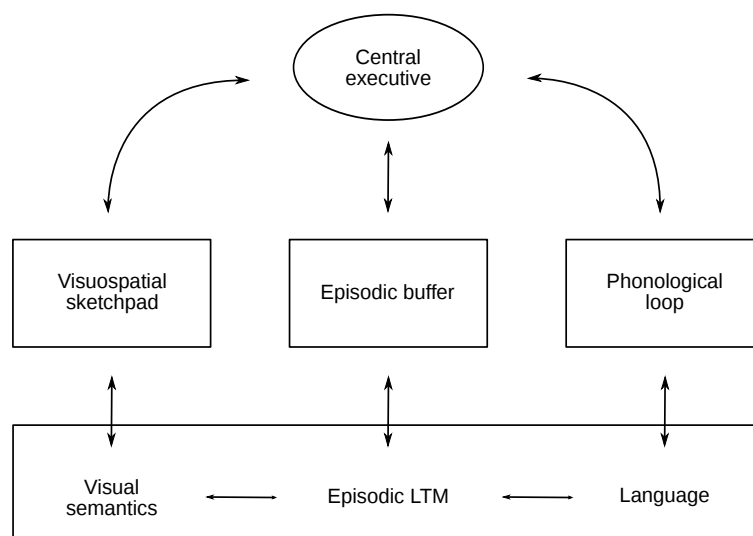 Central
executive
Visuospatial
sketchpad
Episodic buffer
Phonological
loop
Visual
semantics
Episodic LTM
Language